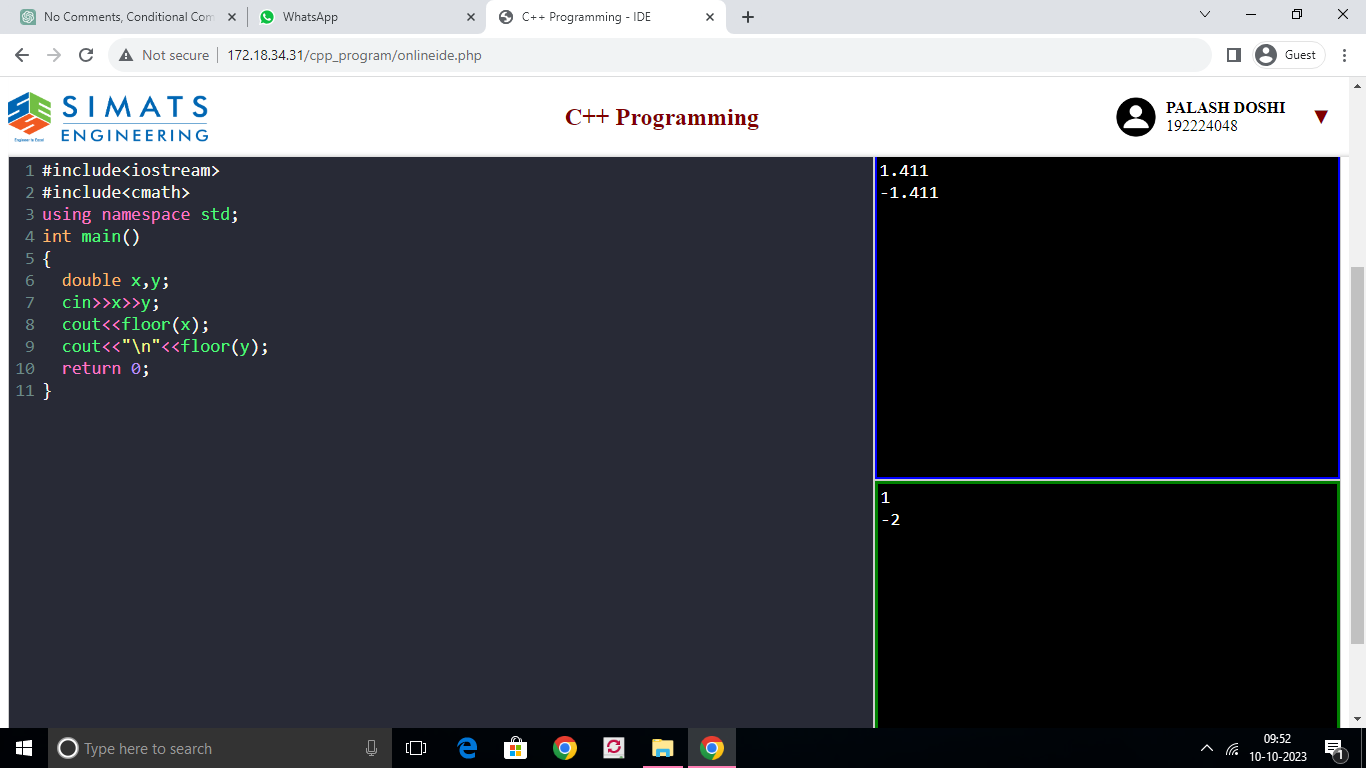 No Comments, Conditional Com
WhatsApp
C++ Programming - IDE
Not secure
172.18.34.31/cpp_program/onlineide.php
Guest
SIMATS
ENGINEERING
Engineer to Excel
C++ Programming
PALASH DOSHI
192224048
1 #include<iostream>
2 #include<cmath>
3 using namespace std;
4 int main()
5 {
6   double x,y;
7   cin>>x>>y;
8   cout<<floor(x);
9   cout<<"\n"<<floor(y);
10   return 0;
11 }
1.411
-1.411
1
-2
Type here to search
09:52
10-10-2023
1